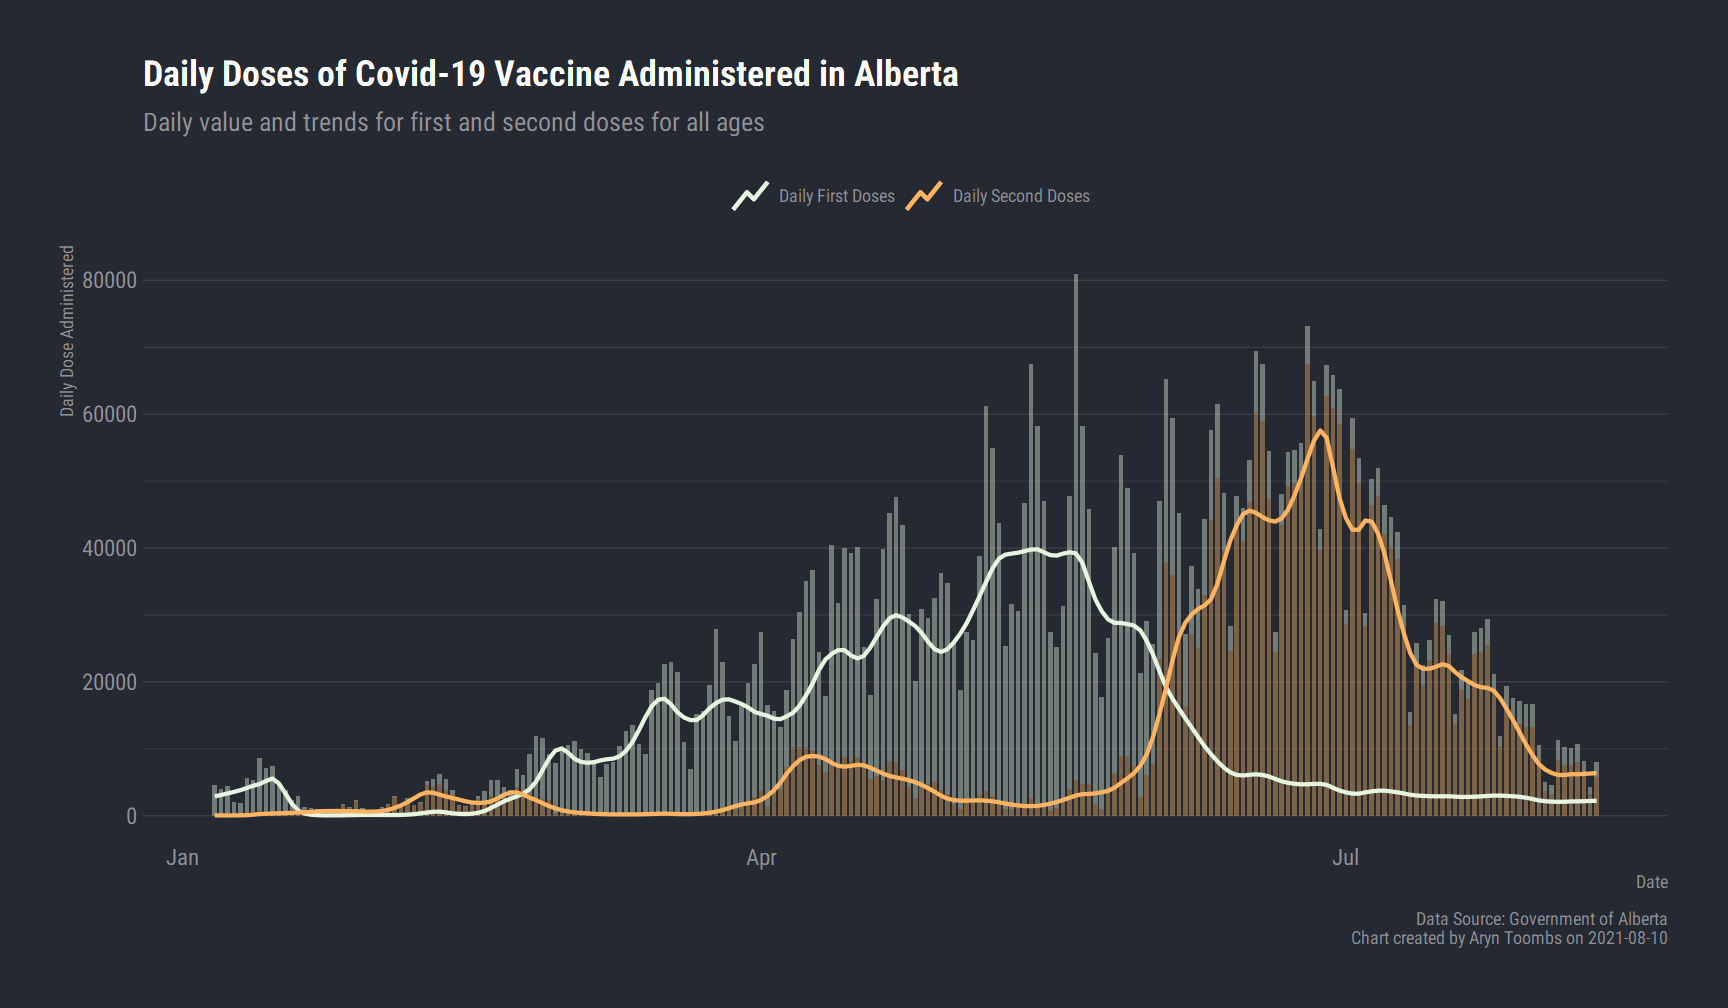 Daily Doses of Covid-19 Vaccine Administered in Alberta
Daily value and trends for first and second doses for all ages
Daily First Doses
Daily Second Doses
Daily Dose Administered
80000
60000
40000
20000
0
Jan
Apr
Jul
Date
Data Source: Government of Alberta
Chart created by Aryn Toombs on 2021-08-10